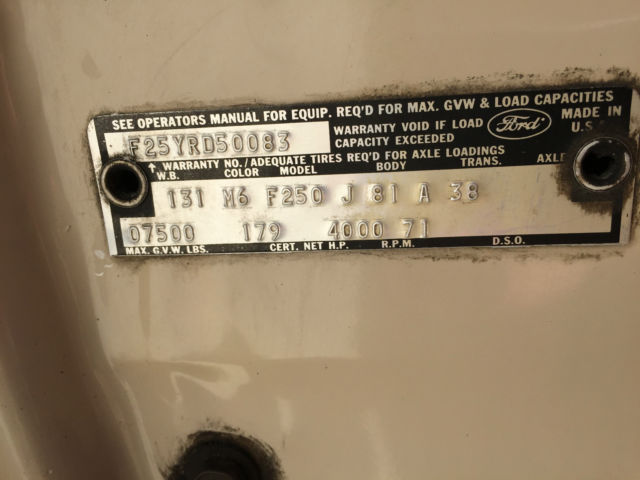 SEE OPERATORS MANUAL FOR EQUIP. REQ'D FOR MAX. GVW & LOAD CAPACITIES
F25YRD50083 WARRANTY VOID IF LOAD CAPACITY EXCEEDED Ford MADE IN U.S.
WARRANTY NO./ADEQUATE TIRES REQ'D FOR AXLE LOADINGS
W.B. COLOR MODEL BODY TRANS. AXLE
131 M6 F250 J 81 A 38
07500 179 4000 71
MAX. G.V.W. LBS. CERT. NET H.P. R.P.M. D.S.O.